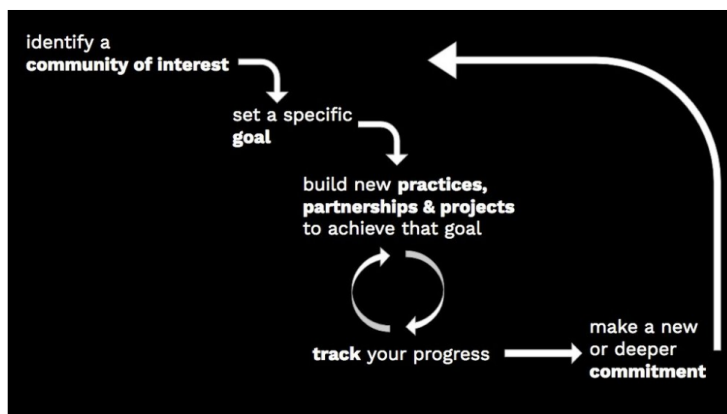 identify a
community of interest
set a specific
goal
build new practices,
partnerships & projects
to achieve that goal
track your progress
make a new
or deeper
commitment